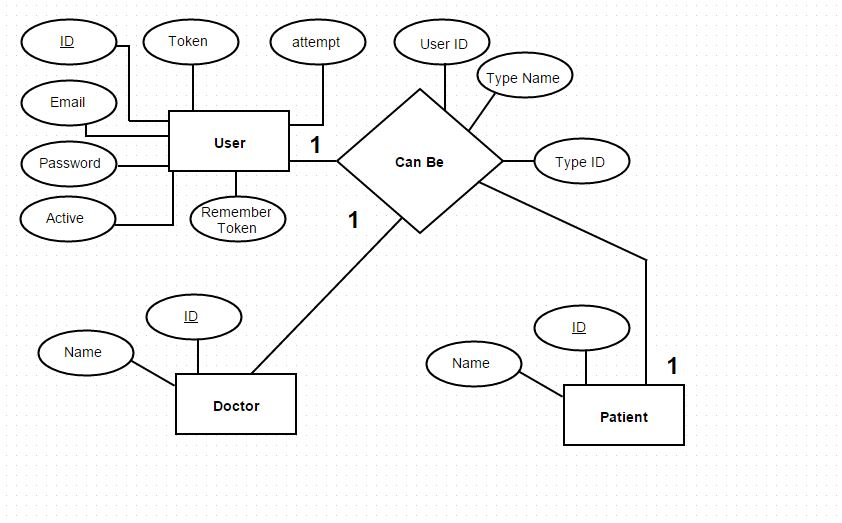 ID
Token
attempt
User ID
Type Name
Email
User
1
Can Be
Type ID
Password
Active
Remember
Token
1
ID
Name
Doctor
ID
Name
1
Patient